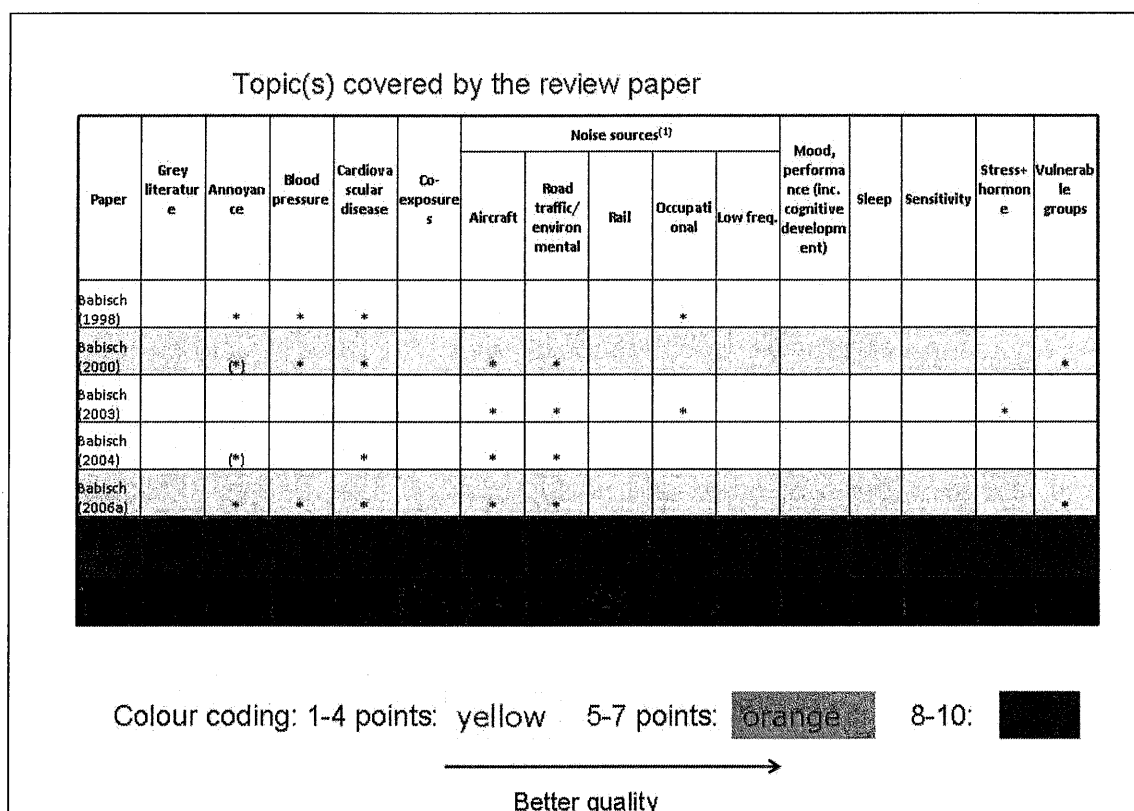 Topic(s) covered by the review paper
Paper
Grey
literatur
e
Annoyan
ce
Blood
pressure
Cardiova
scular
disease
Co-
exposure
s
Noise sources(1)
Aircraft
Road
traffic/
environ
mental
Rail
Occupati
onal
Low freq.
Mood,
performa
nce (inc.
cognitive
developm
ent)
Sleep
Sensitivity
Stress+
hormon
e
Vulnerab
le
groups
Babisch
(1998) * * * *
Babisch
(2000) (*) * * * * *
Babisch
(2003) * * * *
Babisch
(2004) (*) * * *
Babisch
(2006a) * * * * * *
Colour coding: 1-4 points: yellow 5-7 points: orange 8-10:
Better quality